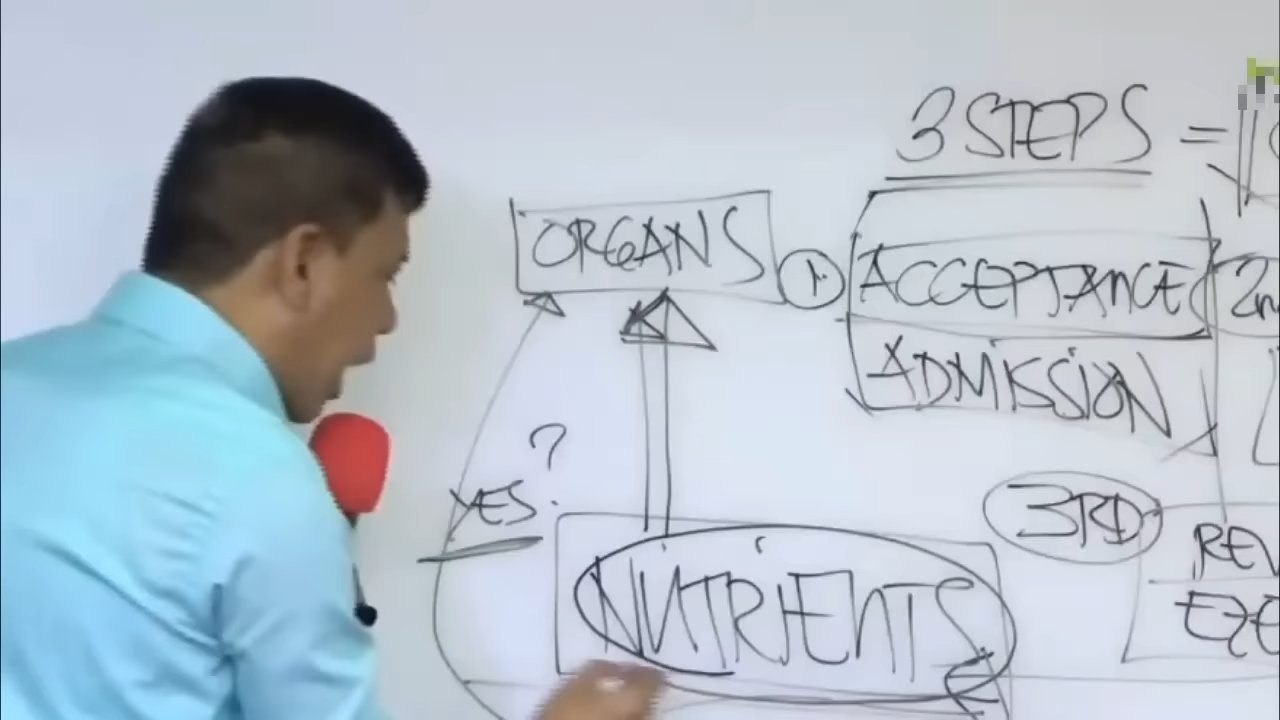 3 STEPS =
ORGANS
1 ACCEPTANCE
ADMISSION
?
YES.
3RD
NUTRIENTS